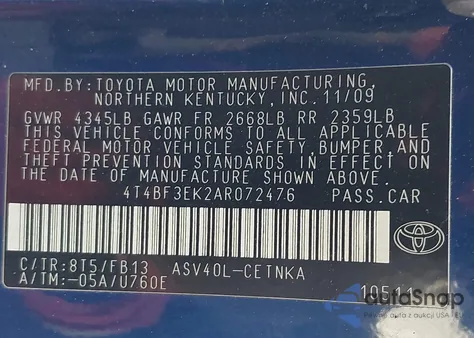 MFD. BY: TOYOTA MOTOR MANUFACTURING,
NORTHERN KENTUCKY, INC. 11/09
GVWR 4345LB GAWR FR 2668LB RR 2359LB
THIS VEHICLE CONFORMS TO ALL APPLICABLE
FEDERAL MOTOR VEHICLE SAFETY, BUMPER, AND
THEFT PREVENTION STANDARDS IN EFFECT
ON THE DATE OF MANUFACTURE SHOWN ABOVE.
4T4BF3EK2AR072476 PASS. CAR
C/TR: 8T5/FB13 ASV40L-CETNKA
A/TM: -05A/U760E
autoSnap